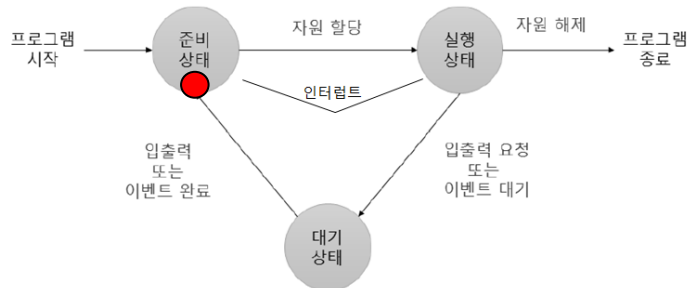 프로그램
시작
준비
상태
자원 할당
실행
상태
자원 해제
프로그램
종료
인터럽트
입출력
또는
이벤트 완료
입출력 요청
또는
이벤트 대기
대기
상태